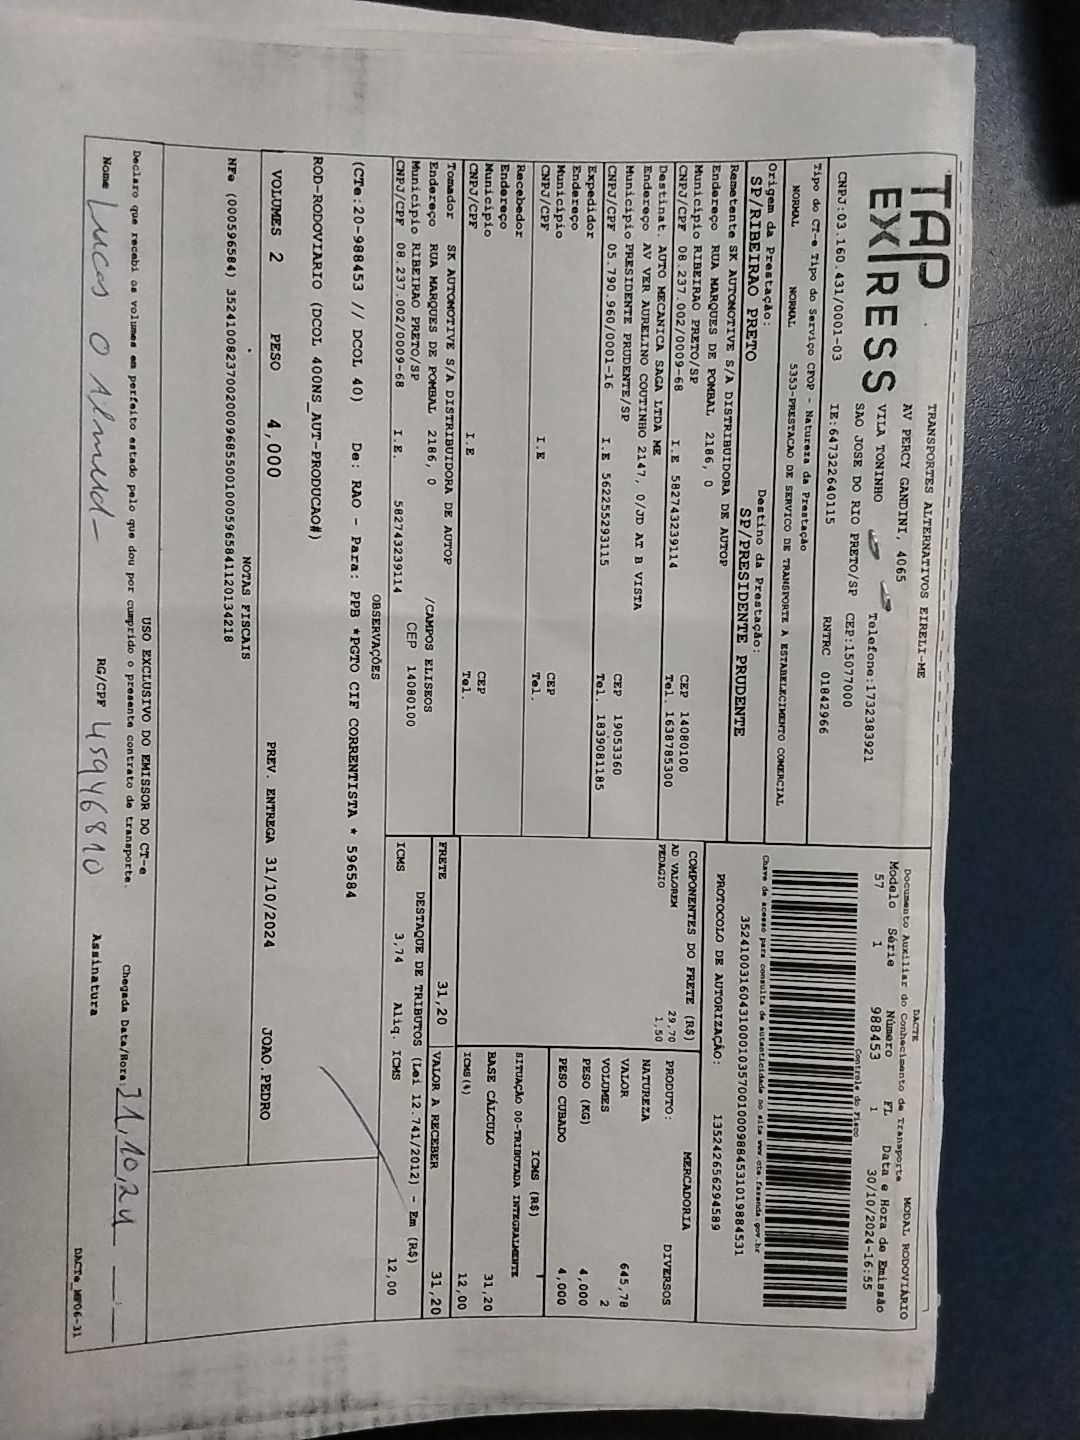 TAP
EXPRESS
TRANSPORTES ALTERNATIVOS EIRELI-ME
AV PERCY GANDINI, 4065
VILA TONINHO Telefone:1732383921
SAO JOSE DO RIO PRETO/SP CEP:15077000
CNPJ:03.160.431/0001-03 IE:647322640115 RNTRC 01842966
DACTE MODAL RODOVIÁRIO
Documento Auxiliar do Conhecimento de Transporte
Modelo Série Número FL Data e Hora de Emissão
57 1 988453 1 30/10/2024-16:55
Controle do Fisco
Chave de acesso para consulta de autenticidade no site www.cte.fazenda.gov.br
35241003160431000103570010009884531019884531
PROTOCOLO DE AUTORIZAÇÃO: 135242656294589
Tipo do CT-e Tipo do Serviço CFOP - Natureza da Prestação
NORMAL NORMAL 5353-PRESTACAO DE SERVICO DE TRANSPORTE A ESTABELECIMENTO COMERCIAL
Origem da Prestação: Destino da Prestação:
SP/RIBEIRAO PRETO SP/PRESIDENTE PRUDENTE
Remetente SK AUTOMOTIVE S/A DISTRIBUIDORA DE AUTOP
Endereço RUA MARQUES DE POMBAL 2186, 0
Município RIBEIRAO PRETO/SP CEP 14080100
CNPJ/CPF 08.237.002/0009-68 I.E 582743239114 Tel. 1638785300
Destinat. AUTO MECANICA SAGA LTDA ME
Endereço AV VER AURELINO COUTINHO 2147, 0/JD AT B VISTA
Município PRESIDENTE PRUDENTE/SP CEP 19053360
CNPJ/CPF 05.790.960/0001-16 I.E 562255293115 Tel. 1839081185
Expedidor
Endereço
Município CEP
CNPJ/CPF I.E Tel.
Recebedor
Endereço
Município CEP
CNPJ/CPF I.E Tel.
Tomador SK AUTOMOTIVE S/A DISTRIBUIDORA DE AUTOP
Endereço RUA MARQUES DE POMBAL 2186, 0 /CAMPOS ELISEOS
Município RIBEIRAO PRETO/SP CEP 14080100
CNPJ/CPF 08.237.002/0009-68 I.E. 582743239114
COMPONENTES DO FRETE (R$)
AD VALOREM 29,70
PEDAGIO 1,50
PRODUTO: MERCADORIA
NATUREZA DIVERSOS
VALOR 645,78
VOLUMES 2
PESO (KG) 4,000
PESO CUBADO 4,000
ICMS (R$)
SITUAÇÃO 00-TRIBUTADA INTEGRALMENTE
BASE CÁLCULO 31,20
ICMS(%) 12,00
FRETE 31,20 VALOR A RECEBER 31,20
DESTAQUE DE TRIBUTOS (Lei 12.741/2012) - Em (R$)
ICMS 3,74 Aliq. ICMS 12,00
OBSERVAÇÕES
(CTe:20-988453 // DCOL 40) De: RAO - Para: PPB *PGTO CIF CORRENTISTA * 596584
ROD-RODOVIARIO (DCOL 400NS_AUT-PRODUCAO#)
VOLUMES 2 PESO 4,000 PREV. ENTREGA 31/10/2024 JOAO.PEDRO
NOTAS FISCAIS
NFe (000596584) 35241008237002000968550010005965841120134218
USO EXCLUSIVO DO EMISSOR DO CT-e
Declaro que recebi os volumes em perfeito estado pelo que dou por cumprido o presente contrato de transporte. Chegada Data/Hora: 31,10,24
Nome Lucas O Almeid RG/CPF 45946810 Assinatura
DACTe_MP06-31